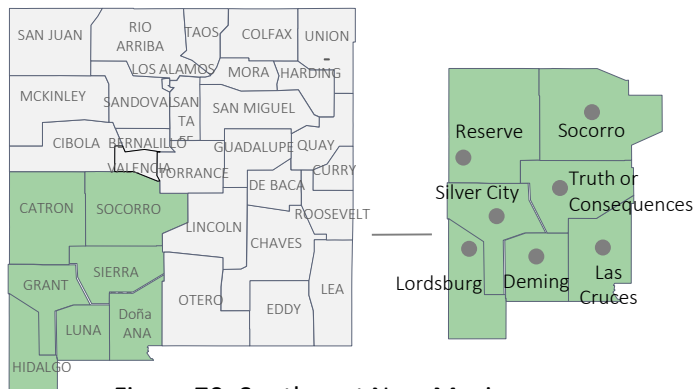 SAN JUAN
RIO
ARRIBA
TAOS
COLFAX
UNION
LOS ALAMOS
MORA
HARDING
MCKINLEY
SANDOVAL
SAN
TA
FE
SAN MIGUEL
CIBOLA
BERNALILLO
GUADALUPE
QUAY
VALENCIA
TORRANCE
CURRY
DE BACA
CATRON
SOCORRO
LINCOLN
ROOSEVELT
CHAVES
SIERRA
GRANT
OTERO
EDDY
LEA
LUNA
Doña
ANA
HIDALGO
Reserve
Socorro
Silver City
Truth or
Consequences
Lordsburg
Deming
Las
Cruces